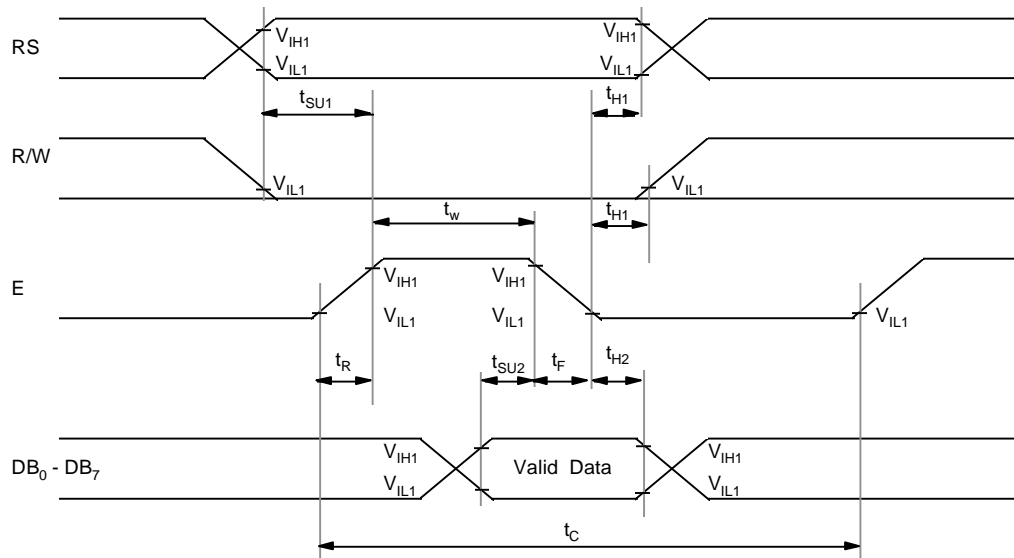 RS
V_IH1
V_IH1
V_IL1
V_IL1
t_SU1
t_H1
R/W
V_IL1
V_IL1
t_w
t_H1
E
V_IH1
V_IH1
V_IL1
V_IL1
V_IL1
t_R
t_SU2
t_F
t_H2
V_IH1
Valid Data
V_IH1
DB_0 - DB_7
V_IL1
V_IL1
t_C